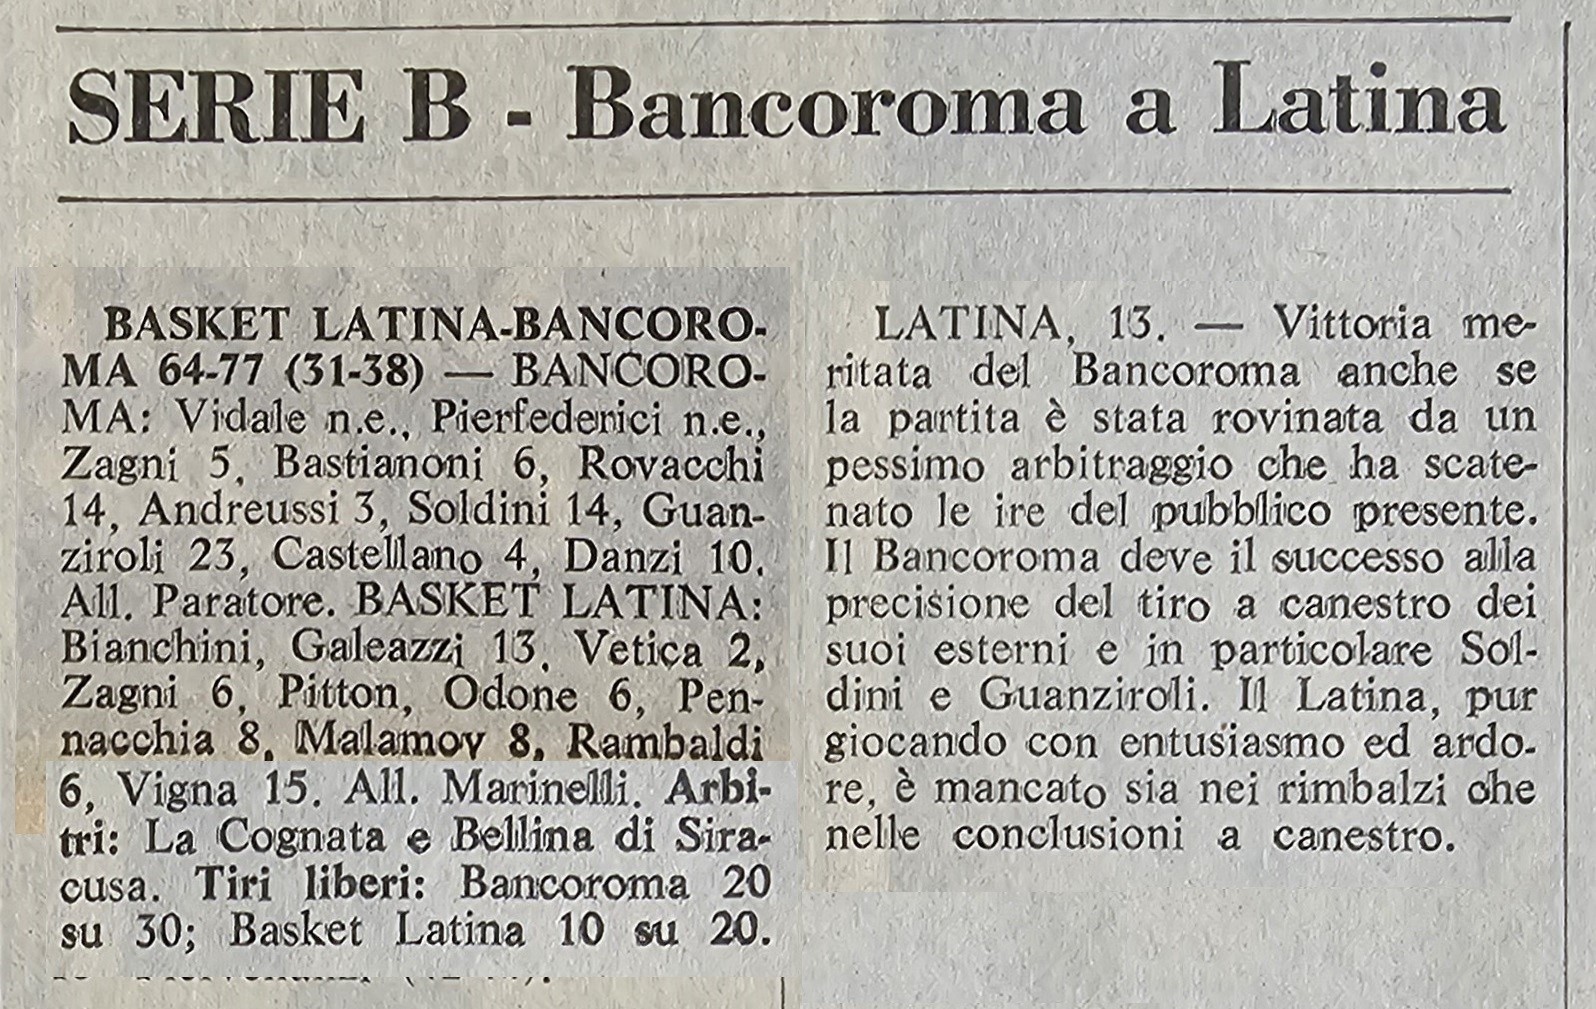 SERIE B - Bancoroma a Latina
BASKET LATINA-BANCORO-
MA 64-77 (31-38) — BANCORO-
MA: Vidale n.e., Pierfederici n.e.,
Zagni 5, Bastianoni 6, Rovacchi
14, Andreussi 3, Soldini 14, Guan-
ziroli 23, Castellano 4, Danzi 10.
All. Paratore. BASKET LATINA:
Bianchini, Galeazzi 13, Vetica 2,
Zagni 6, Pitton, Odone 6, Pen-
nacchia 8, Malamov 8, Rambaldi
6, Vigna 15. All. Marinelli. Arbi-
tri: La Cognata e Bellina di Sira-
cusa. Tiri liberi: Bancoroma 20
su 30; Basket Latina 10 su 20.
LATINA, 13. — Vittoria me-
ritata del Bancoroma anche se
la partita è stata rovinata da un
pessimo arbitraggio che ha scate-
nato le ire del pubblico presente.
Il Bancoroma deve il successo alla
precisione del tiro a canestro dei
suoi esterni e in particolare Sol-
dini e Guanziroli. Il Latina, pur
giocando con entusiasmo ed ardo-
re, è mancato sia nei rimbalzi che
nelle conclusioni a canestro.